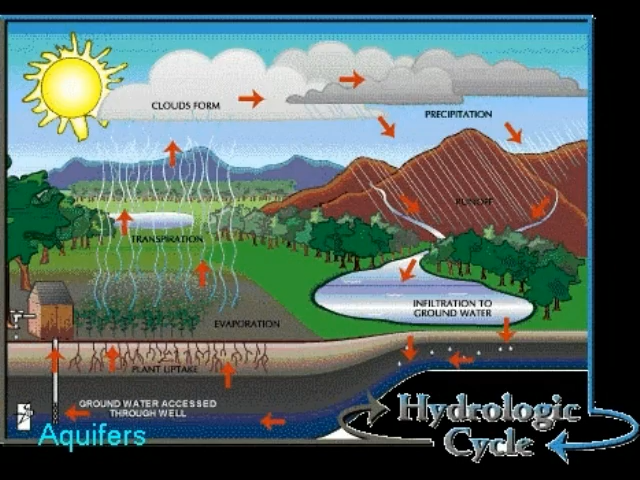 CLOUDS FORM
PRECIPITATION
RUNOFF
TRANSPIRATION
INFILTRATION TO
GROUND WATER
EVAPORATION
PLANT UPTAKE
GROUND WATER ACCESSED
THROUGH WELL
Aquifers
Hydrologic
Cycle